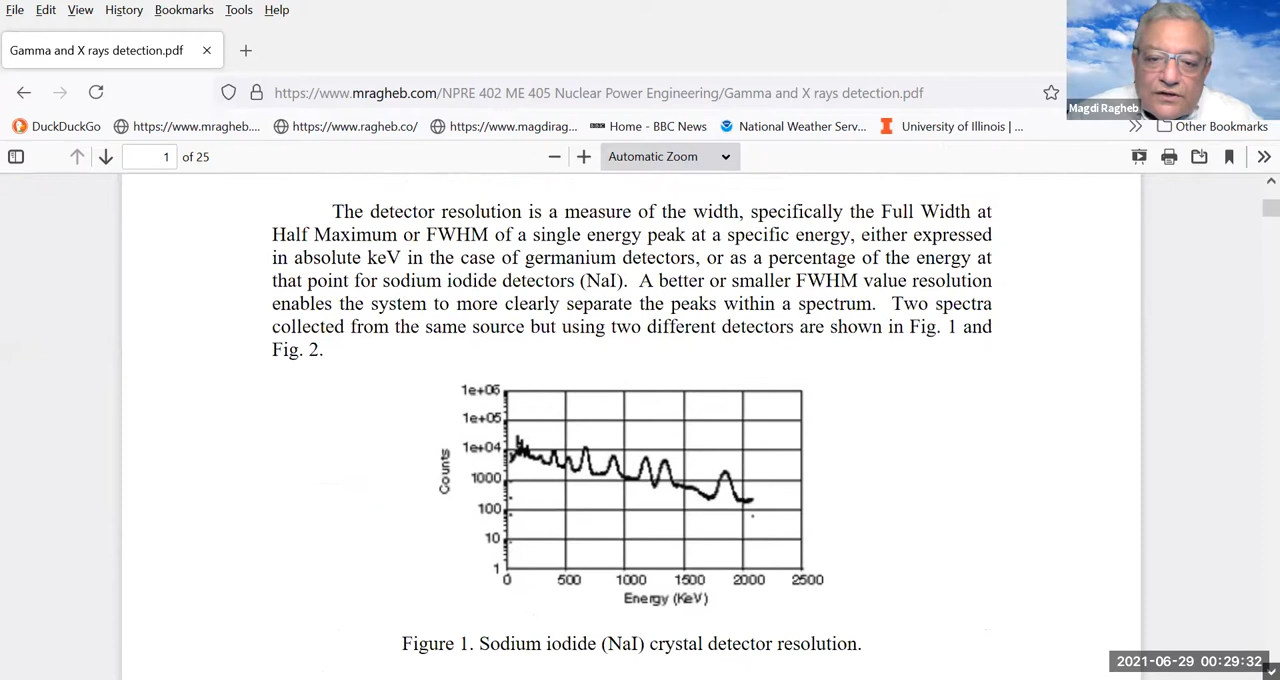 File Edit View History Bookmarks Tools Help
Gamma and X rays detection.pdf
https://www.mragheb.com/NPRE 402 ME 405 Nuclear Power Engineering/Gamma and X rays detection.pdf
Magdi Ragheb
DuckDuckGo https://www.mragheb.... https://www.ragheb.co/ https://www.magdirag... Home - BBC News National Weather Serv... University of Illinois | ... Other Bookmarks
1 of 25 Automatic Zoom
The detector resolution is a measure of the width, specifically the Full Width at
Half Maximum or FWHM of a single energy peak at a specific energy, either expressed
in absolute keV in the case of germanium detectors, or as a percentage of the energy at
that point for sodium iodide detectors (NaI). A better or smaller FWHM value resolution
enables the system to more clearly separate the peaks within a spectrum. Two spectra
collected from the same source but using two different detectors are shown in Fig. 1 and
Fig. 2.
1e+06
1e+05
1e+04
1000
100
10
1
Counts
0 500 1000 1500 2000 2500
Energy (KeV)
Figure 1. Sodium iodide (NaI) crystal detector resolution.
2021-06-29 00:29:32